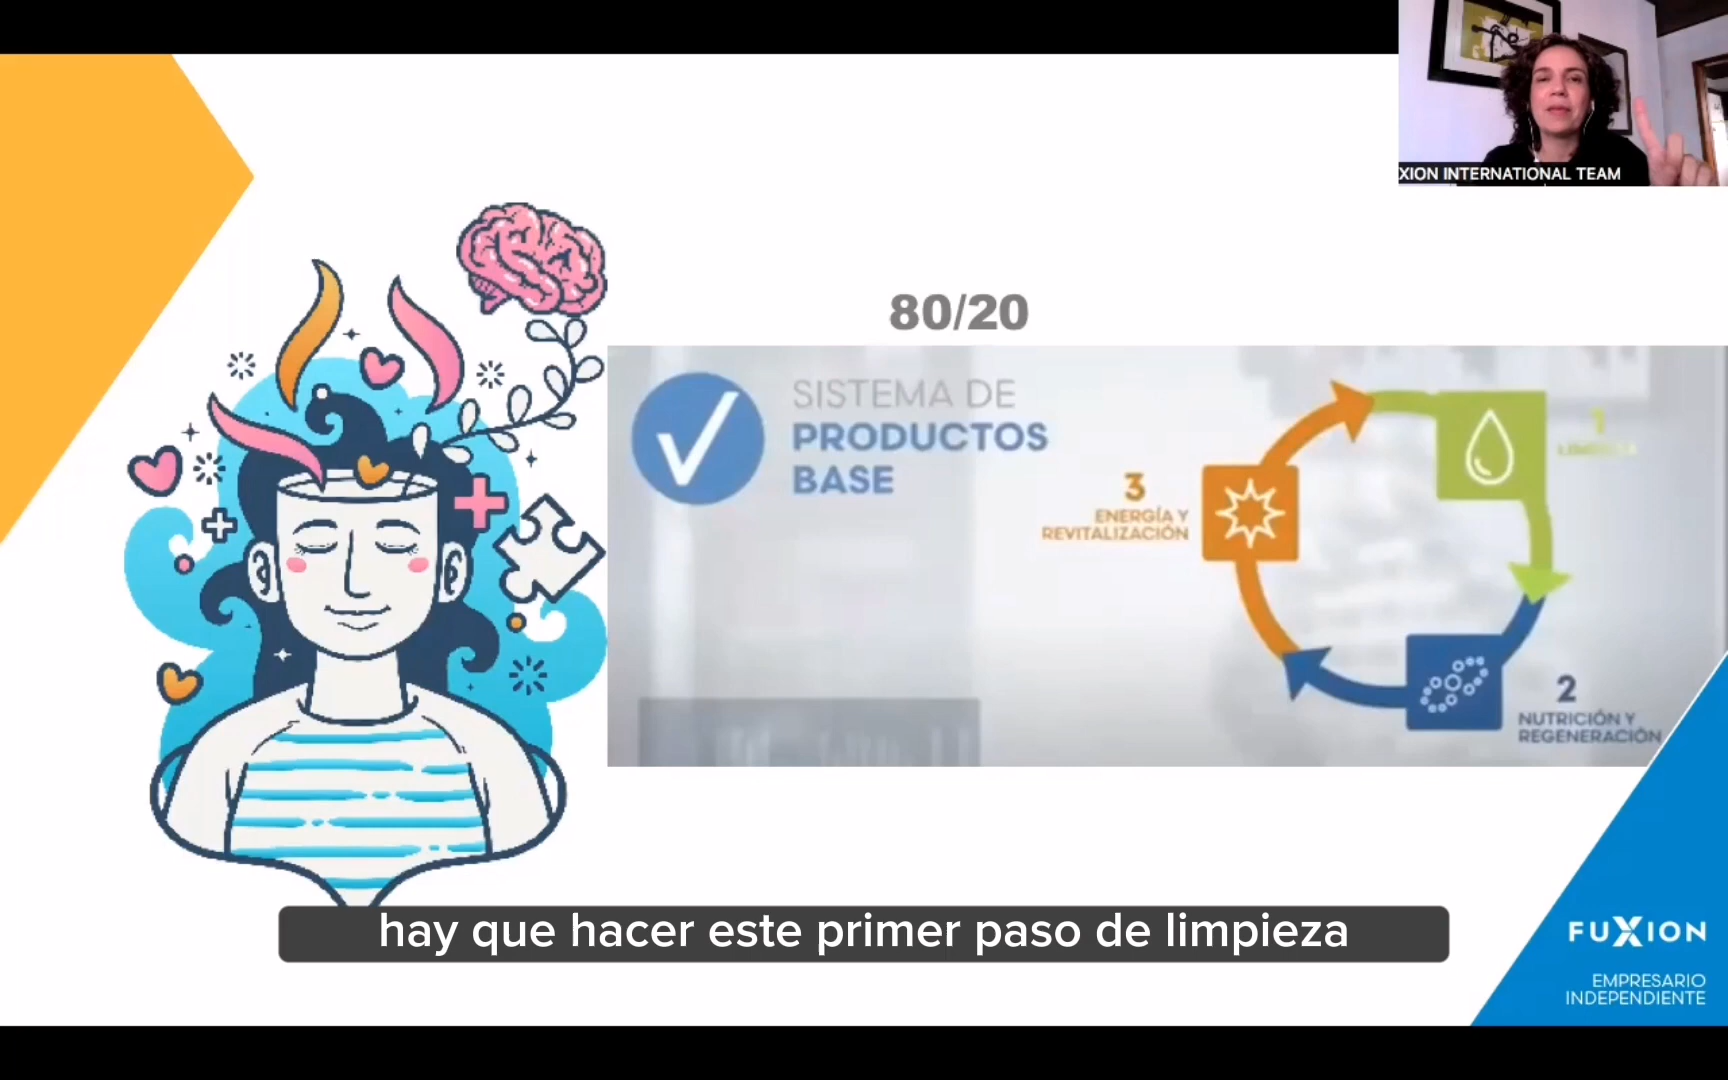 XION INTERNATIONAL TEAM
80/20
SISTEMA DE
PRODUCTOS
BASE
1
LIMPIEZA
3
ENERGÍA Y
REVITALIZACIÓN
2
NUTRICIÓN Y
REGENERACIÓN
hay que hacer este primer paso de limpieza
FUXION
EMPRESARIO
INDEPENDIENTE